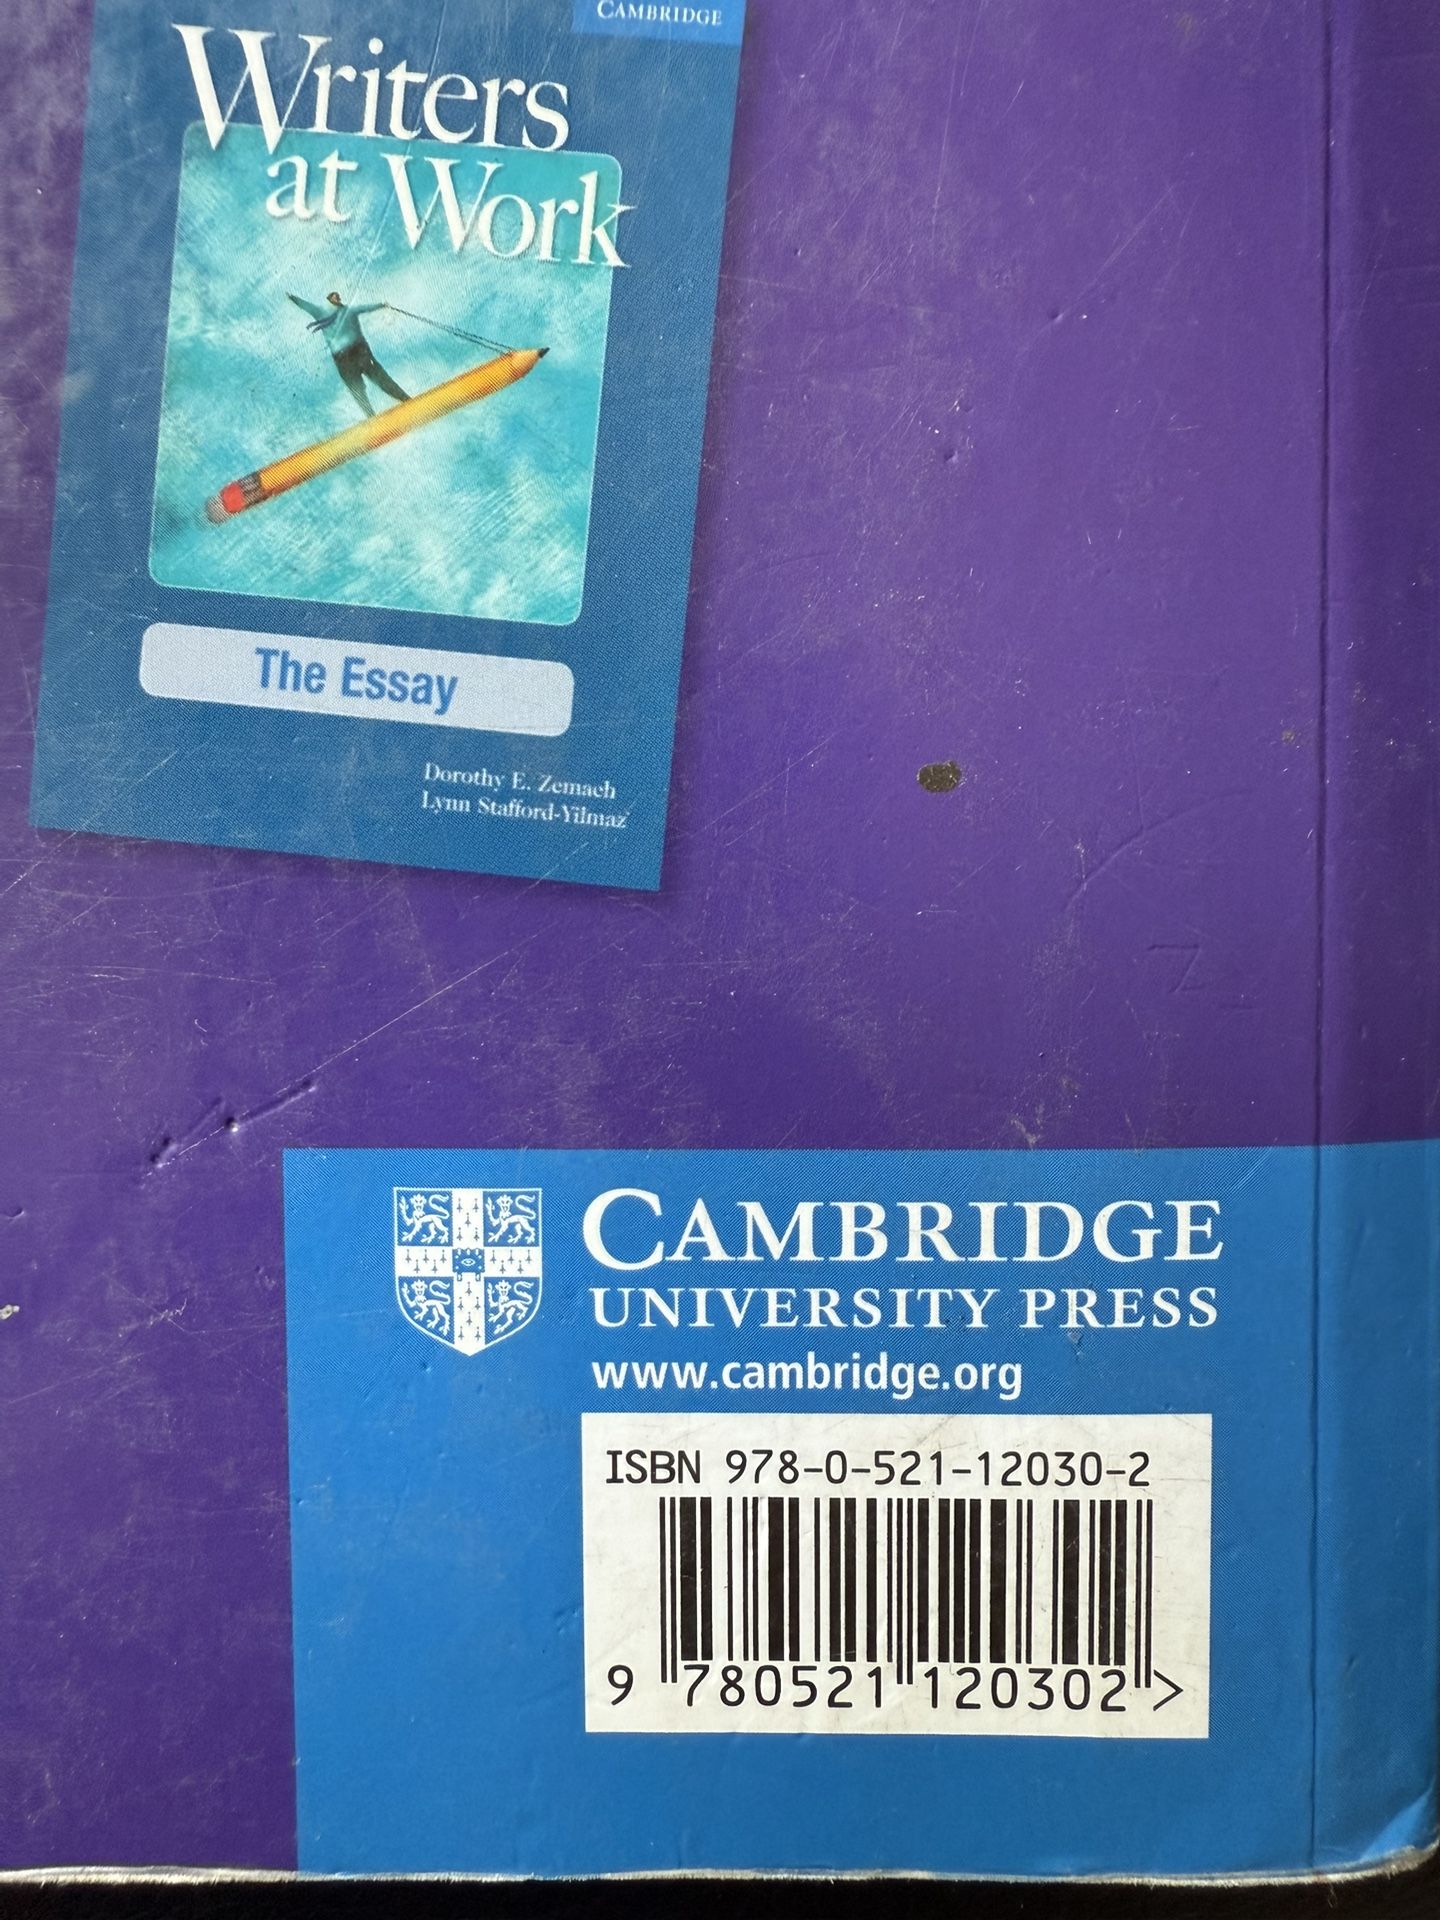 CAMBRIDGE
Writers
at Work
The Essay
Dorothy E. Zemach
Lynn Stafford-Yilmaz
CAMBRIDGE
UNIVERSITY PRESS
www.cambridge.org
ISBN 978-0-521-12030-2
9 780521 120302 >